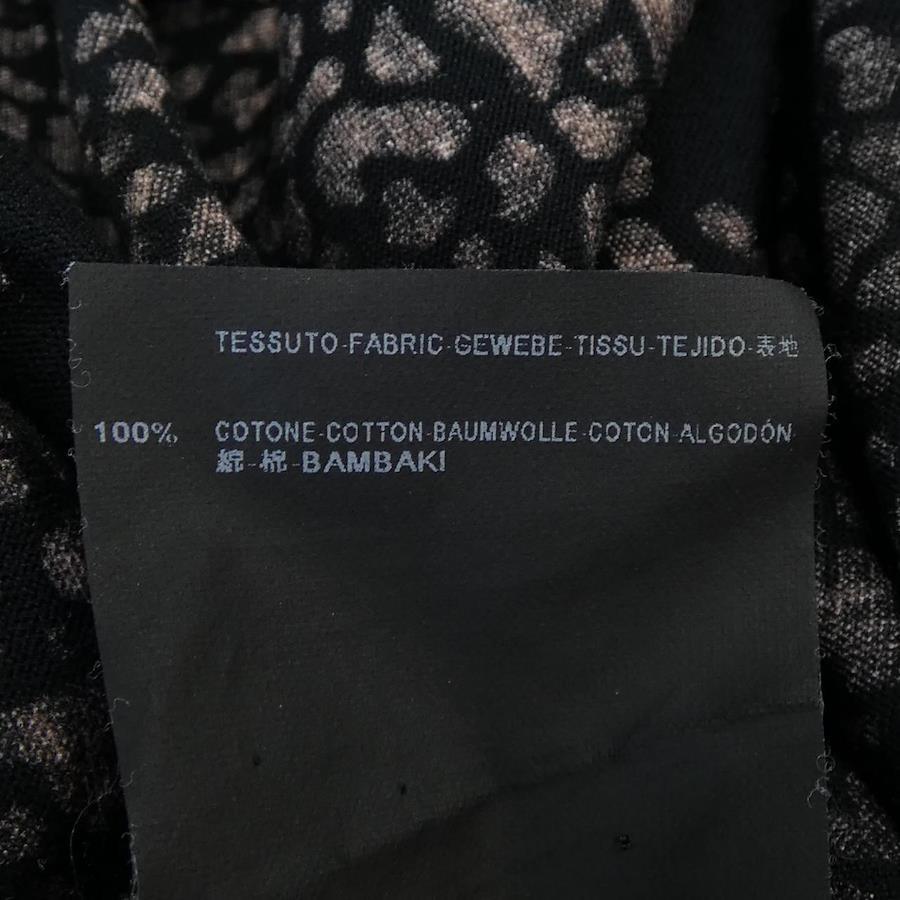 TESSUTO-FABRIC-GEWEBE-TISSU-TEJIDO-表地
100% COTONE-COTTON-BAUMWOLLE-COTON-ALGODÓN
綿-棉-BAMBAKI